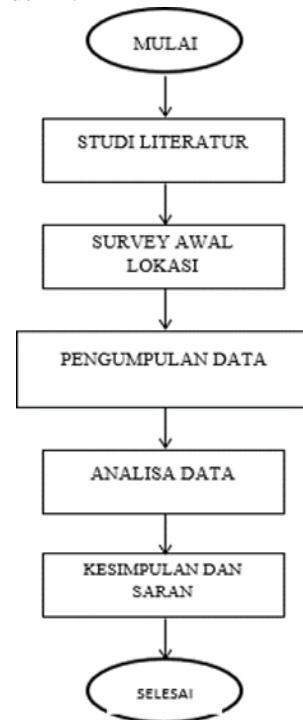 MULAI
STUDI LITERATUR
SURVEY AWAL
LOKASI
PENGUMPULAN DATA
ANALISA DATA
KESIMPULAN DAN
SARAN
SELESAI